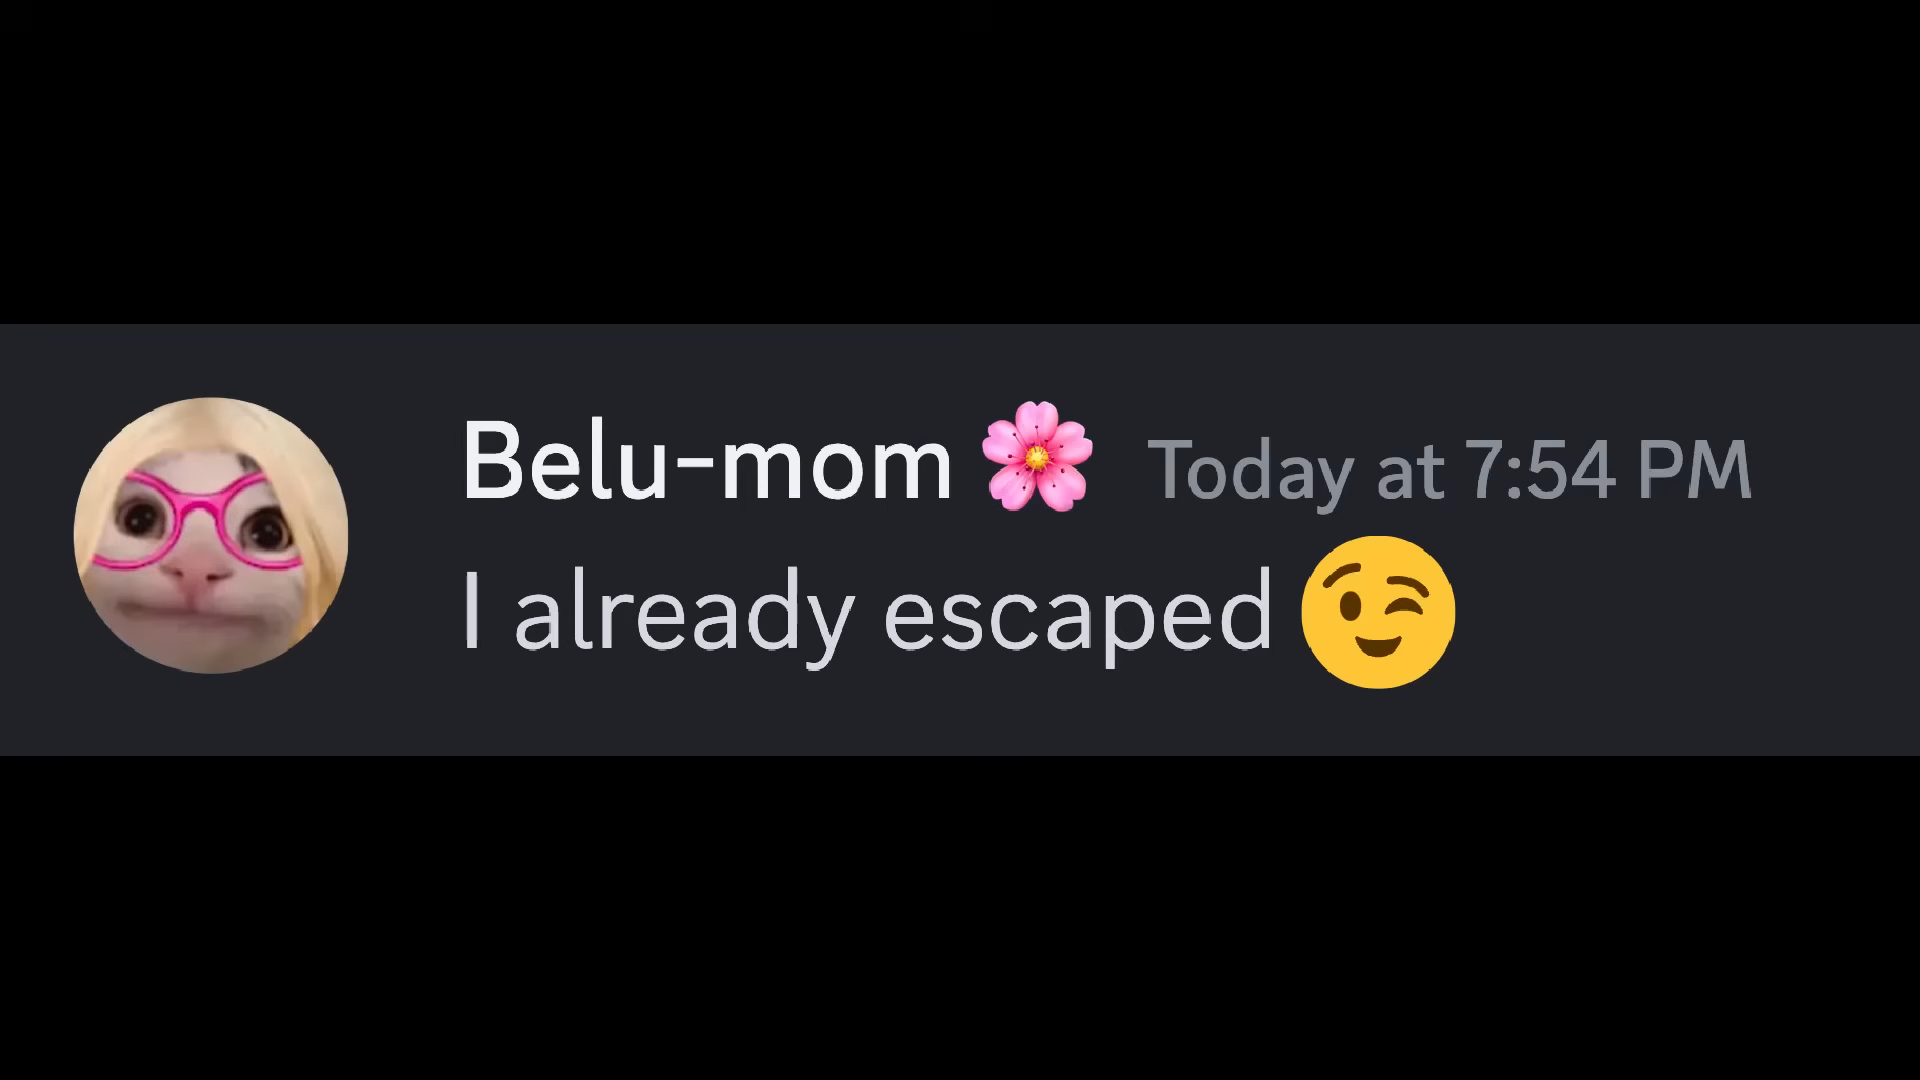 Belu-mom🌸 Today at 7:54 PM
I already escaped 😉